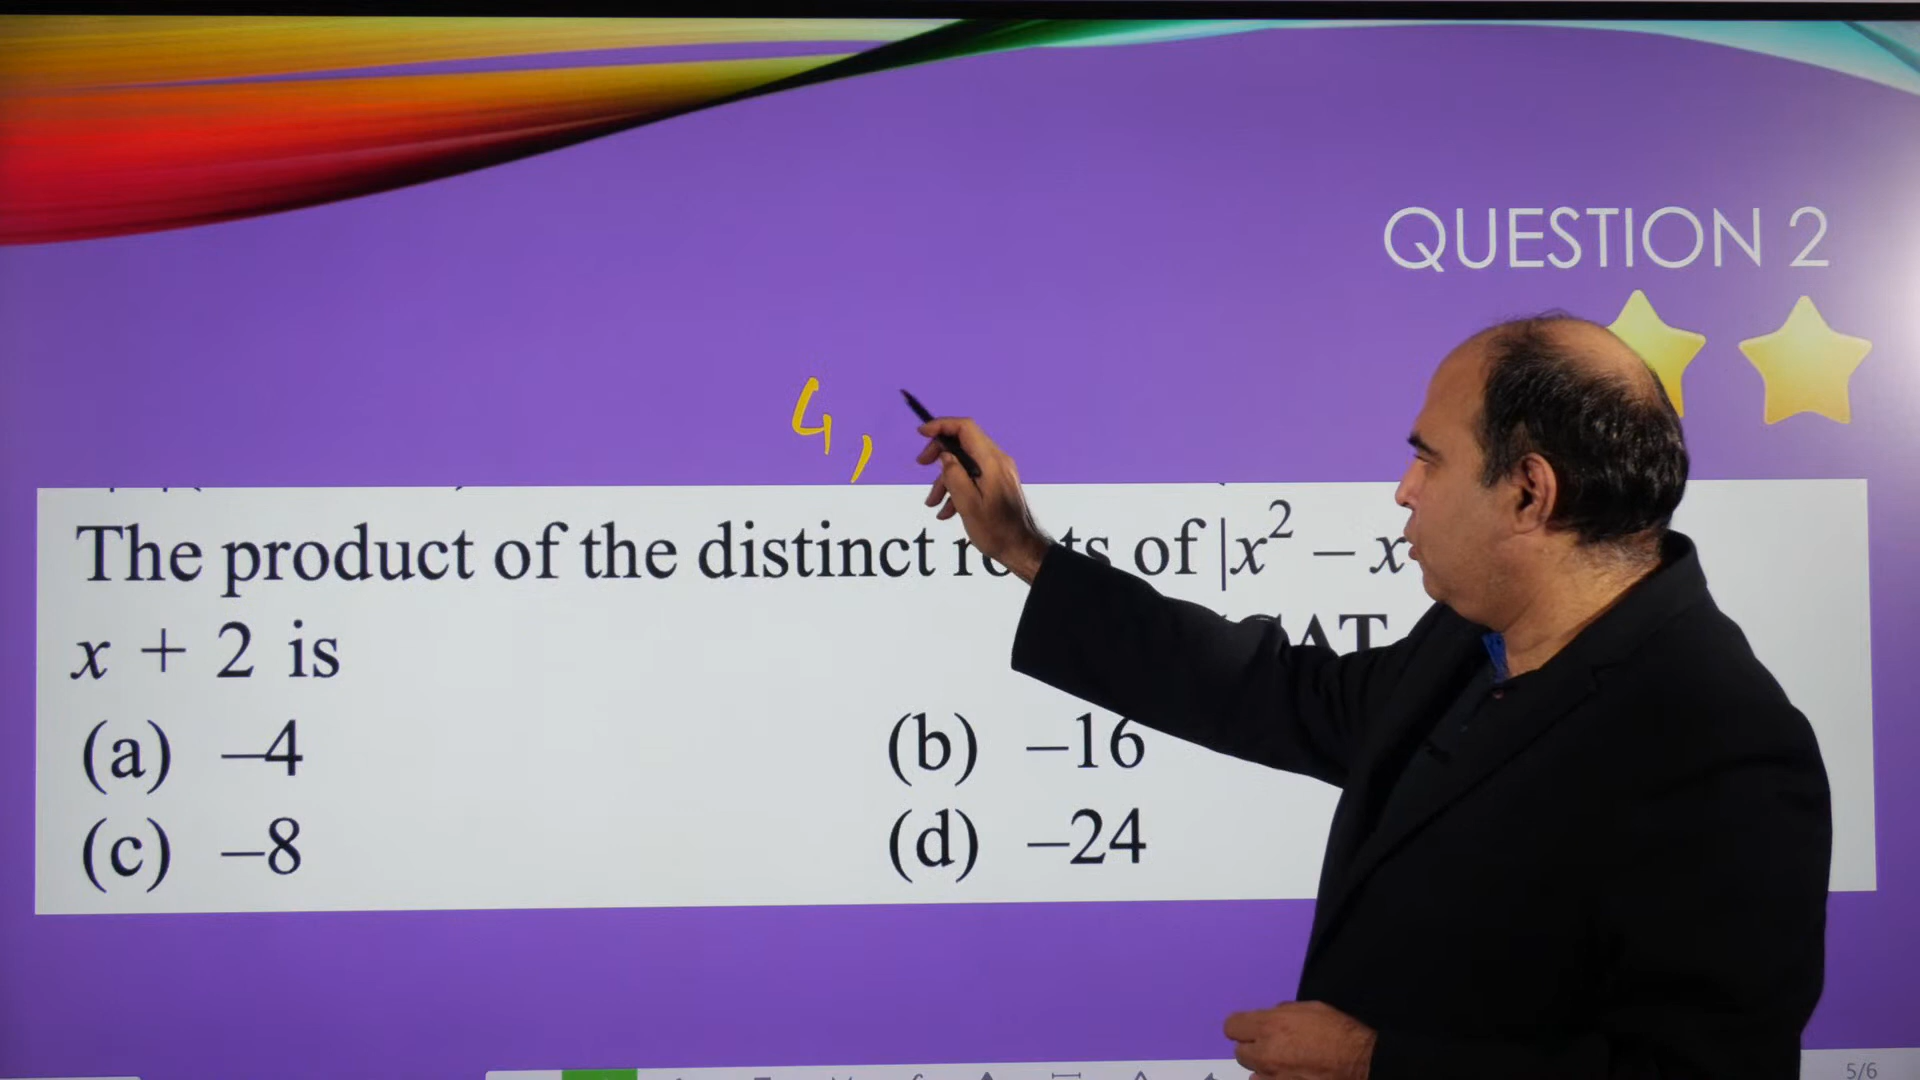 QUESTION 2
4,
The product of the distinct of |x² – x
x + 2 is
(a) –4
(b) –16
(c) –8
(d) –24
5/6